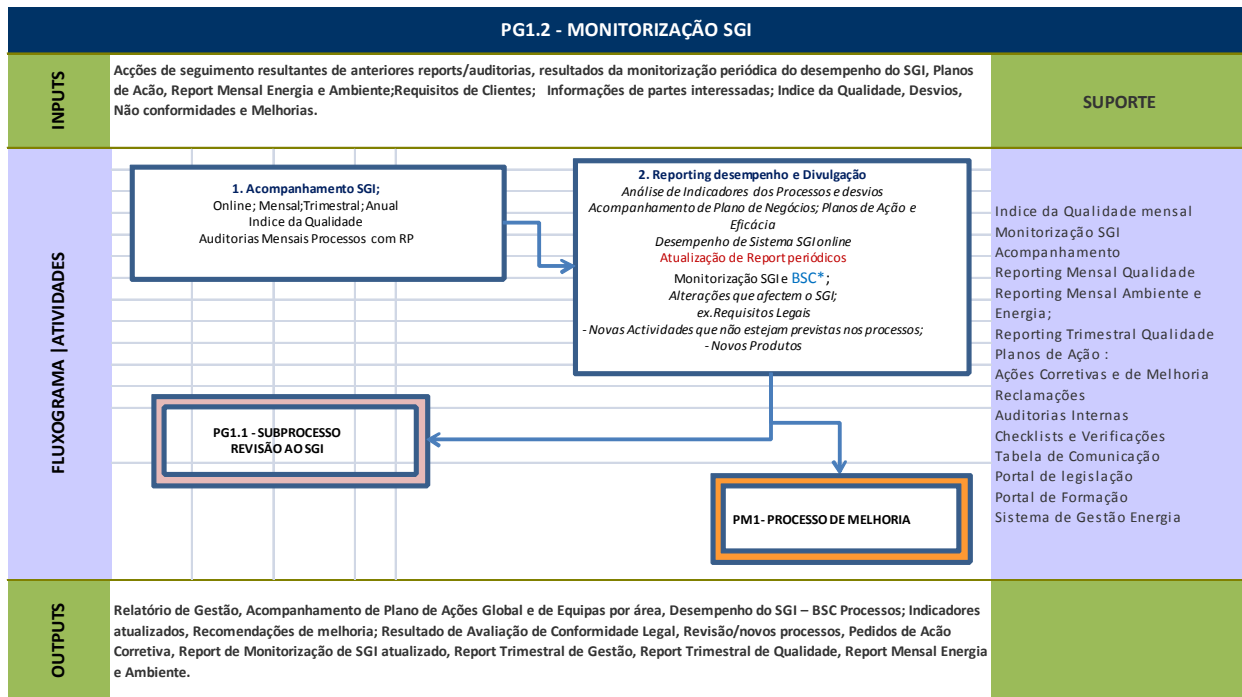 PG1.2 - MONITORIZAÇÃO SGI
INPUTS
Acções de seguimento resultantes de anteriores reports/auditorias, resultados da monitorização periódica do desempenho do SGI, Planos
de Ação, Report Mensal Energia e Ambiente;Requisitos de Clientes; Informações de partes interessadas; Indice da Qualidade, Desvios,
Não conformidades e Melhorias.
SUPORTE
FLUXOGRAMA |ATIVIDADES
1. Acompanhamento SGI;
Online; Mensal;Trimestral; Anual
Indice da Qualidade
Auditorias Mensais Processos com RP
2. Reporting desempenho e Divulgação
Análise de Indicadores dos Processos e desvios
Acompanhamento de Plano de Negócios; Planos de Ação e
Eficácia
Desempenho de Sistema SGI online
Atualização de Report periódicos
Monitorização SGI e BSC*;
Alterações que afectem o SGI;
ex.Requisitos Legais
- Novas Actividades que não estejam previstas nos processos;
- Novos Produtos
PG1.1 - SUBPROCESSO
REVISÃO AO SGI
PM1- PROCESSO DE MELHORIA
Indice da Qualidade mensal
Monitorização SGI
Acompanhamento
Reporting Mensal Qualidade
Reporting Mensal Ambiente e
Energia;
Reporting Trimestral Qualidade
Planos de Ação :
Ações Corretivas e de Melhoria
Reclamações
Auditorias Internas
Checklists e Verificações
Tabela de Comunicação
Portal de legislação
Portal de Formação
Sistema de Gestão Energia
OUTPUTS
Relatório de Gestão, Acompanhamento de Plano de Ações Global e de Equipas por área, Desempenho do SGI – BSC Processos; Indicadores
atualizados, Recomendações de melhoria; Resultado de Avaliação de Conformidade Legal, Revisão/novos processos, Pedidos de Acão
Corretiva, Report de Monitorização de SGI atualizado, Report Trimestral de Gestão, Report Trimestral de Qualidade, Report Mensal Energia
e Ambiente.